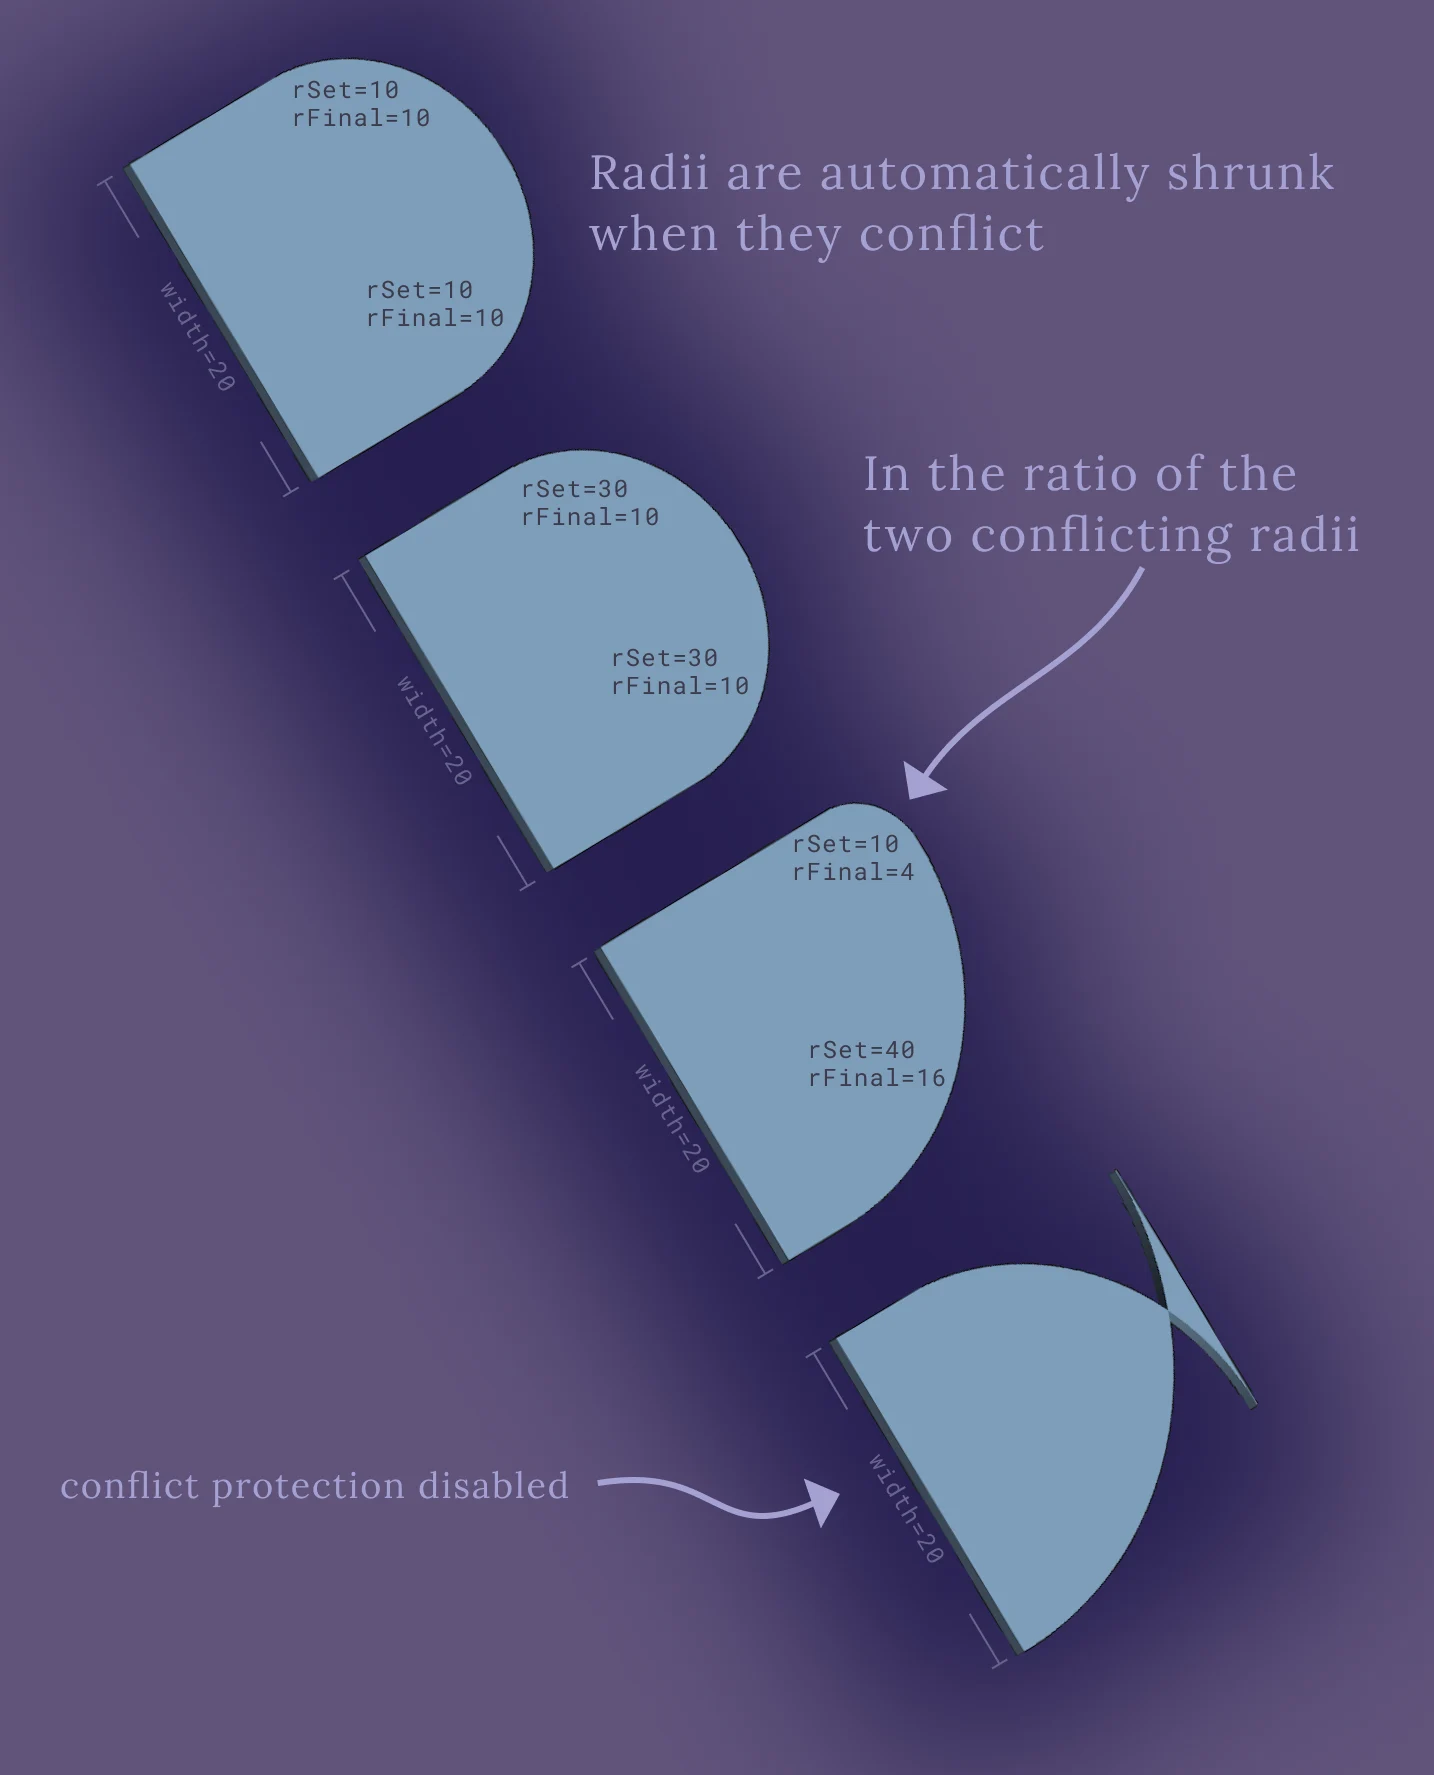 rSet=10
rFinal=10
Radii are automatically shrunk
when they conflict
rSet=10
rFinal=10
width=20
In the ratio of the
two conflicting radii
rSet=30
rFinal=10
rSet=30
rFinal=10
width=20
rSet=10
rFinal=4
rSet=40
rFinal=16
width=20
conflict protection disabled
width=20